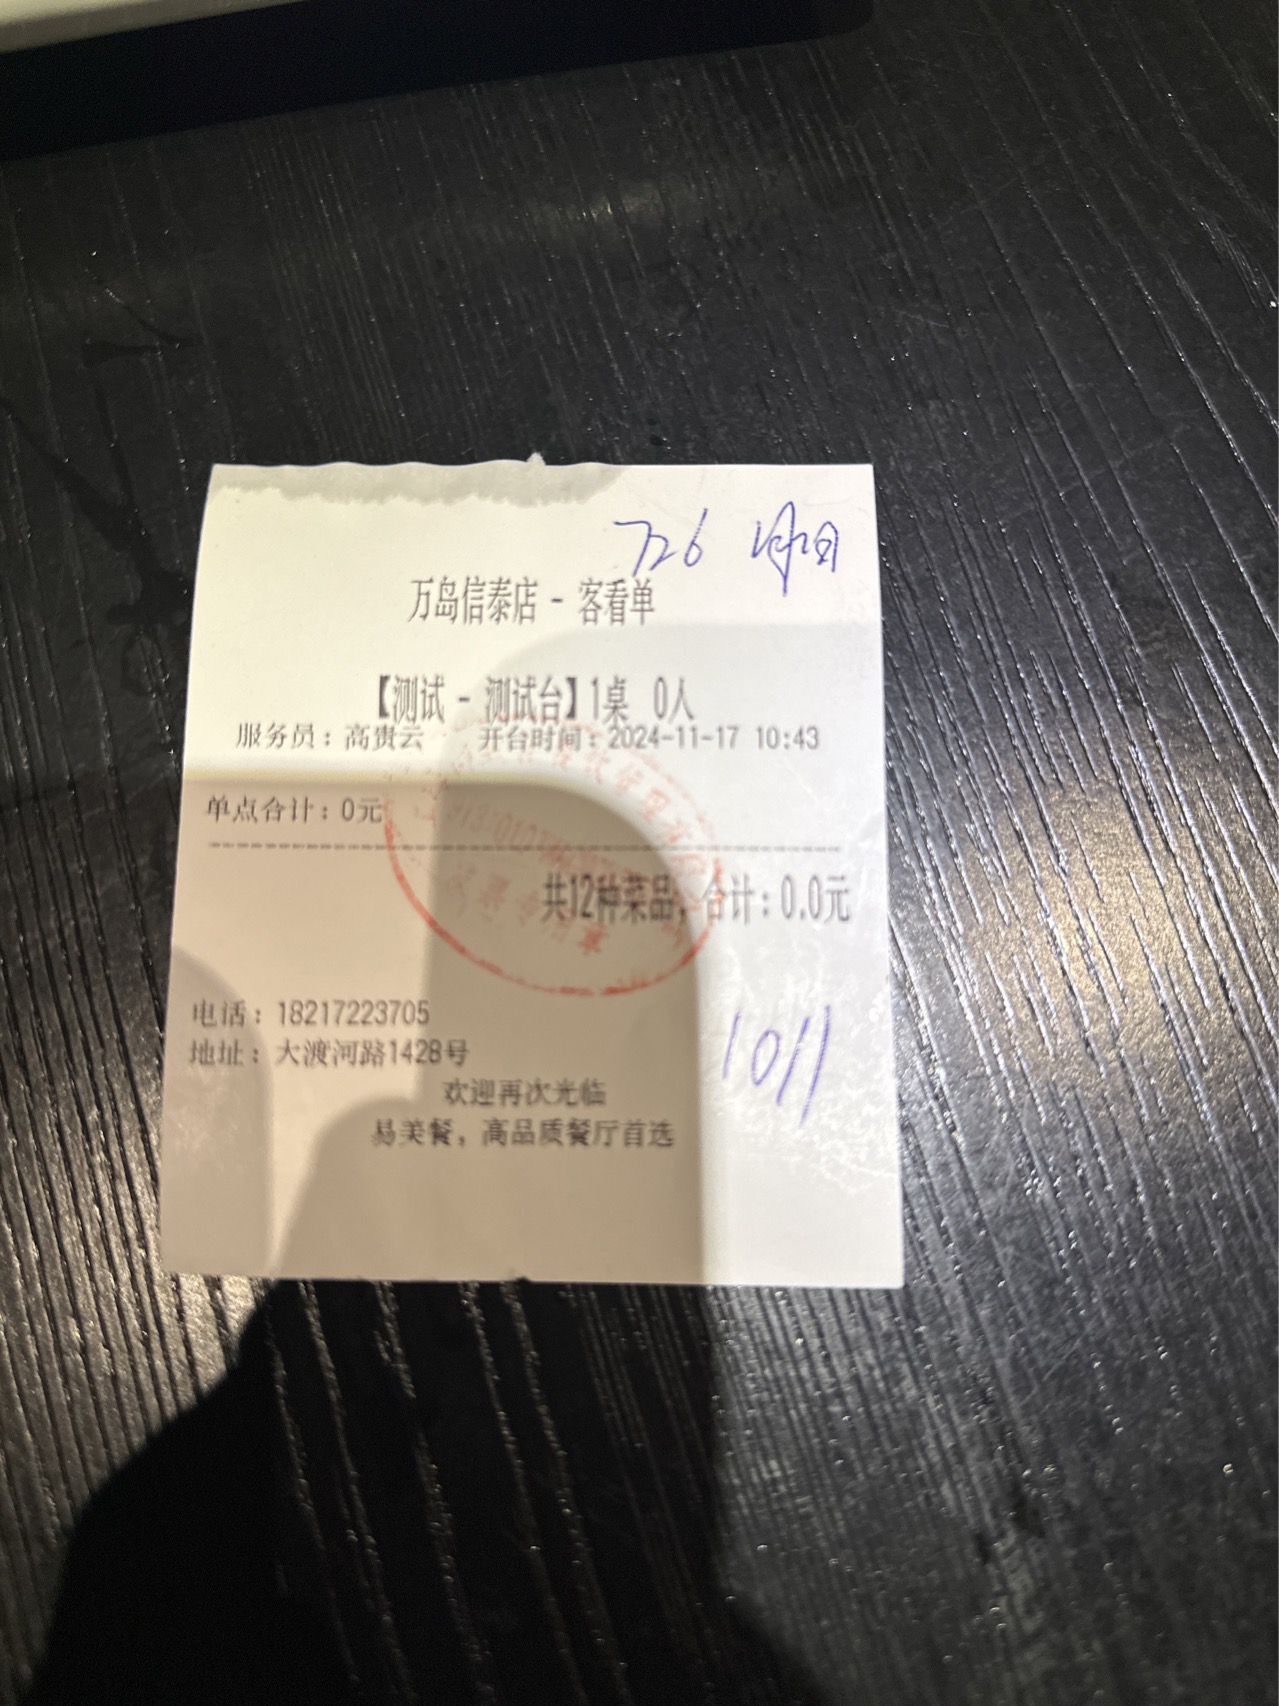 726
万岛信泰店 - 客看单
【测试 - 测试台】1桌 0人
服务员：高贵云 开台时间：2024-11-17 10:43
单点合计：0元
共12种菜品，合计：0.0元
电话：18217223705
地址：大渡河路1428号
1011
欢迎再次光临
易美餐，高品质餐厅首选